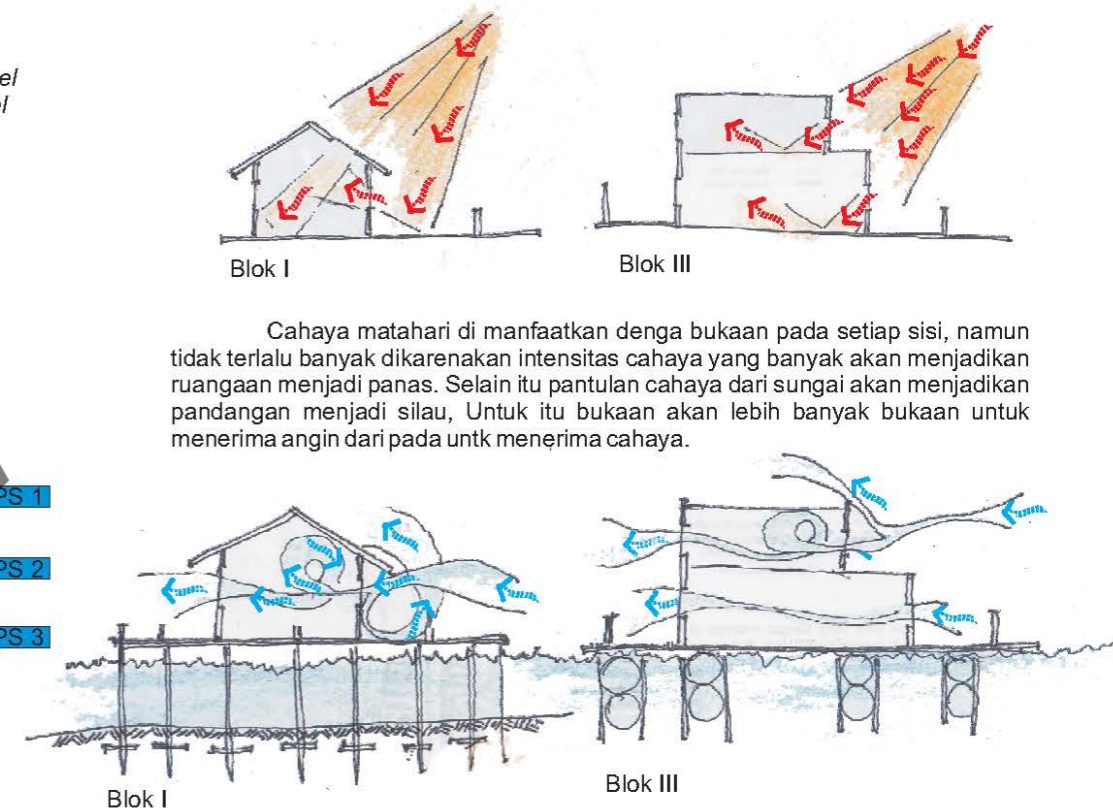 el
el
Blok I
Blok III
Cahaya matahari di manfaatkan denga bukaan pada setiap sisi, namun
tidak terlalu banyak dikarenakan intensitas cahaya yang banyak akan menjadikan
ruangaan menjadi panas. Selain itu pantulan cahaya dari sungai akan menjadikan
pandangan menjadi silau, Untuk itu bukaan akan lebih banyak bukaan untuk
menerima angin dari pada untk menerima cahaya.
PS 1
PS 2
PS 3
Blok I
Blok III